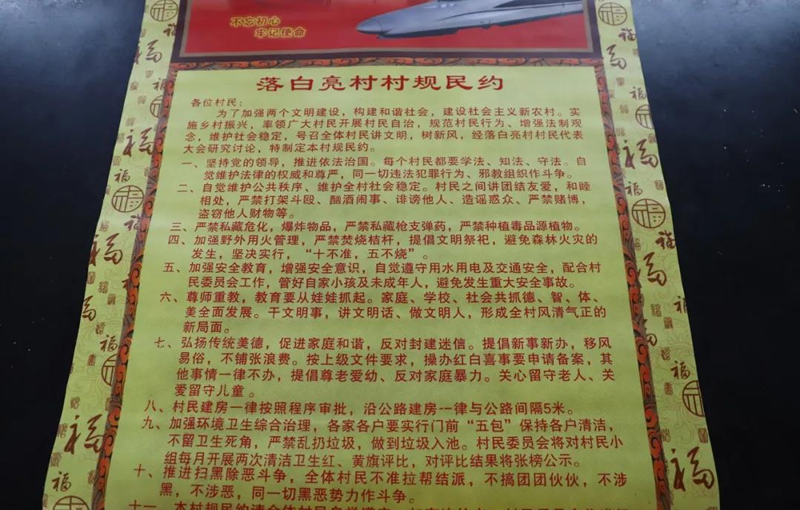 不忘初心
牢记使命
落白亮村村规民约
各位村民：
为了加强两个文明建设，构建和谐社会，建设社会主义新农村。实
施乡村振兴，率领广大村民开展村民自治，规范村民行为、增强法制观
念，维护社会稳定，号召全体村民讲文明，树新风，经落白亮村村民代表
大会研究讨论，特制定本村规民约。
一、坚持党的领导，推进依法治国。每个村民都要学法、知法、守法。自
觉维护法律的权威和尊严，同一切违法犯罪行为、邪教组织作斗争。
二、自觉维护公共秩序、维护全村社会稳定。村民之间讲团结友爱，和睦
相处，严禁打架斗殴、酗酒闹事、诽谤他人、造谣惑众、严禁赌博，
盗窃他人财物等。
三、严禁私藏危化，爆炸物品，严禁私藏枪支弹药，严禁种植毒品源植物。
四、加强野外用火管理，严禁焚烧桔杆，提倡文明祭祀，避免森林火灾的
发生，坚决实行，“十不准，五不烧”。
五、加强安全教育，增强安全意识，自觉遵守用水用电及交通安全，配合村
民委员会工作，管好自家小孩及未成年人，避免发生重大安全事故。
六、尊师重教，教育要从娃娃抓起。家庭、学校、社会共抓德、智、体、
美全面发展。干文明事，讲文明话、做文明人，形成全村风清气正的
新局面。
七、弘扬传统美德，促进家庭和谐，反对封建迷信。提倡新事新办，移风
易俗，不铺张浪费。按上级文件要求，操办红白喜事要申请备案，其
他事情一律不办，提倡尊老爱幼、反对家庭暴力。关心留守老人、关
爱留守儿童。
八、村民建房一律按照程序审批，沿公路建房一律与公路间隔5米。
九、加强环境卫生综合治理，各家各户要实行门前“五包”保持各户清洁，
不留卫生死角，严禁乱扔垃圾，做到垃圾入池。村民委员会将对村民小
组每月开展两次清洁卫生红、黄旗评比，对评比结果将张榜公示。
十、推进扫黑除恶斗争，全体村民不准拉帮结派，不搞团团伙伙，不涉
黑，不涉恶，同一切黑恶势力作斗争。
十一、本村规民约请全体村民自觉遵守